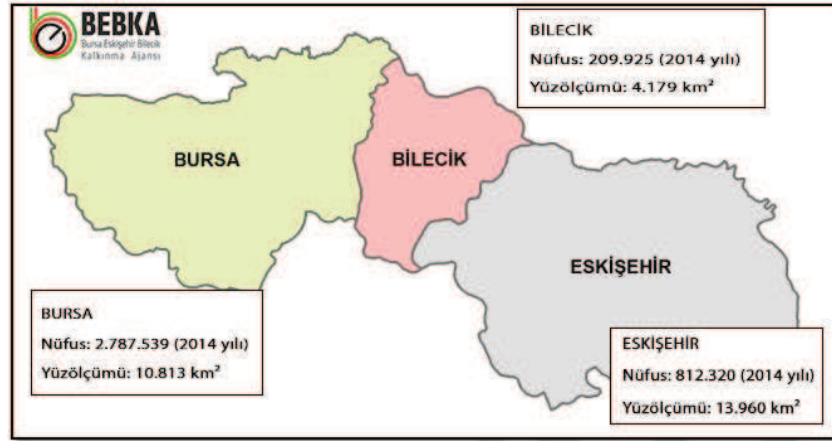 BEBKA
Bursa Eskişehir Bilecik
Kalkınma Ajansı
BİLECİK
Nüfus: 209.925 (2014 yılı)
Yüzölçümü: 4.179 km²
BURSA
BİLECİK
ESKİŞEHİR
BURSA
Nüfus: 2.787.539 (2014 yılı)
Yüzölçümü: 10.813 km²
ESKİŞEHİR
Nüfus: 812.320 (2014 yılı)
Yüzölçümü: 13.960 km²